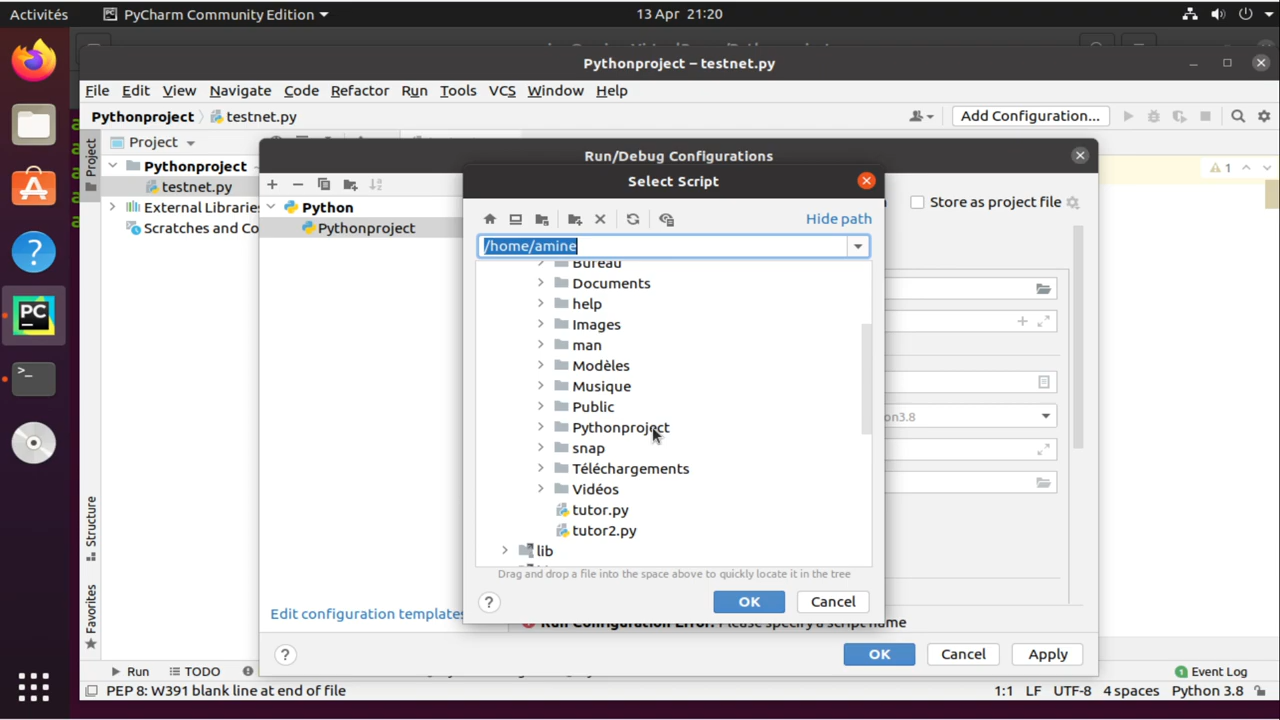 Activités PyCharm Community Edition 13 Apr 21:20
Pythonproject – testnet.py
File Edit View Navigate Code Refactor Run Tools VCS Window Help
Pythonproject testnet.py Add Configuration...
Project
Project
Pythonproject
testnet.py
External Libraries
Scratches and Co
Structure
Favorites
Run/Debug Configurations
Python
Pythonproject
Store as project file
1
Select Script
Hide path
/home/amine
Bureau
Documents
help
Images
man
Modèles
Musique
Public
Pythonproject
snap
Téléchargements
Vidéos
tutor.py
tutor2.py
lib
Drag and drop a file into the space above to quickly locate it in the tree
? OK Cancel
on3.8
Edit configuration templates
Run Configuration Error: Please specify a script name
? OK Cancel Apply
Run TODO 1 Event Log
PEP 8: W391 blank line at end of file 1:1 LF UTF-8 4 spaces Python 3.8